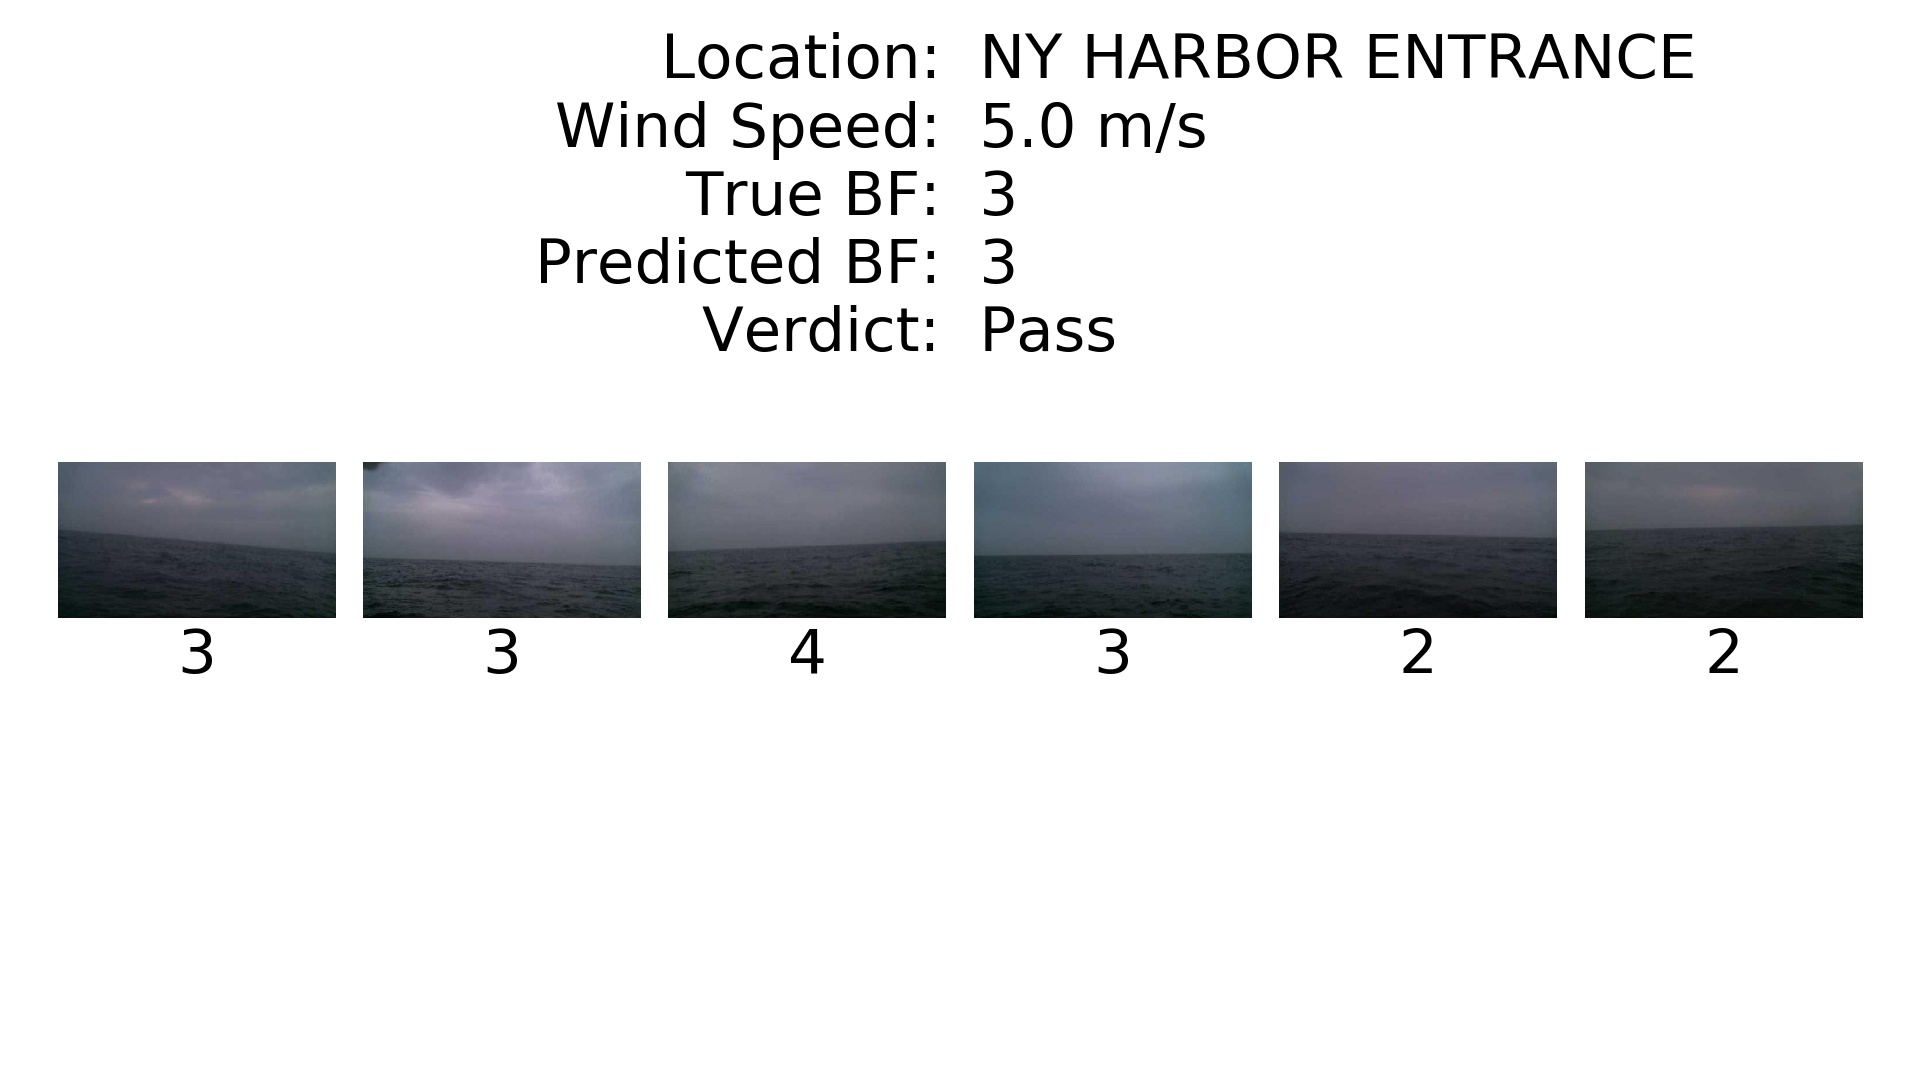 Location: NY HARBOR ENTRANCE
Wind Speed: 5.0 m/s
True BF: 3
Predicted BF: 3
Verdict: Pass
3 3 4 3 2 2